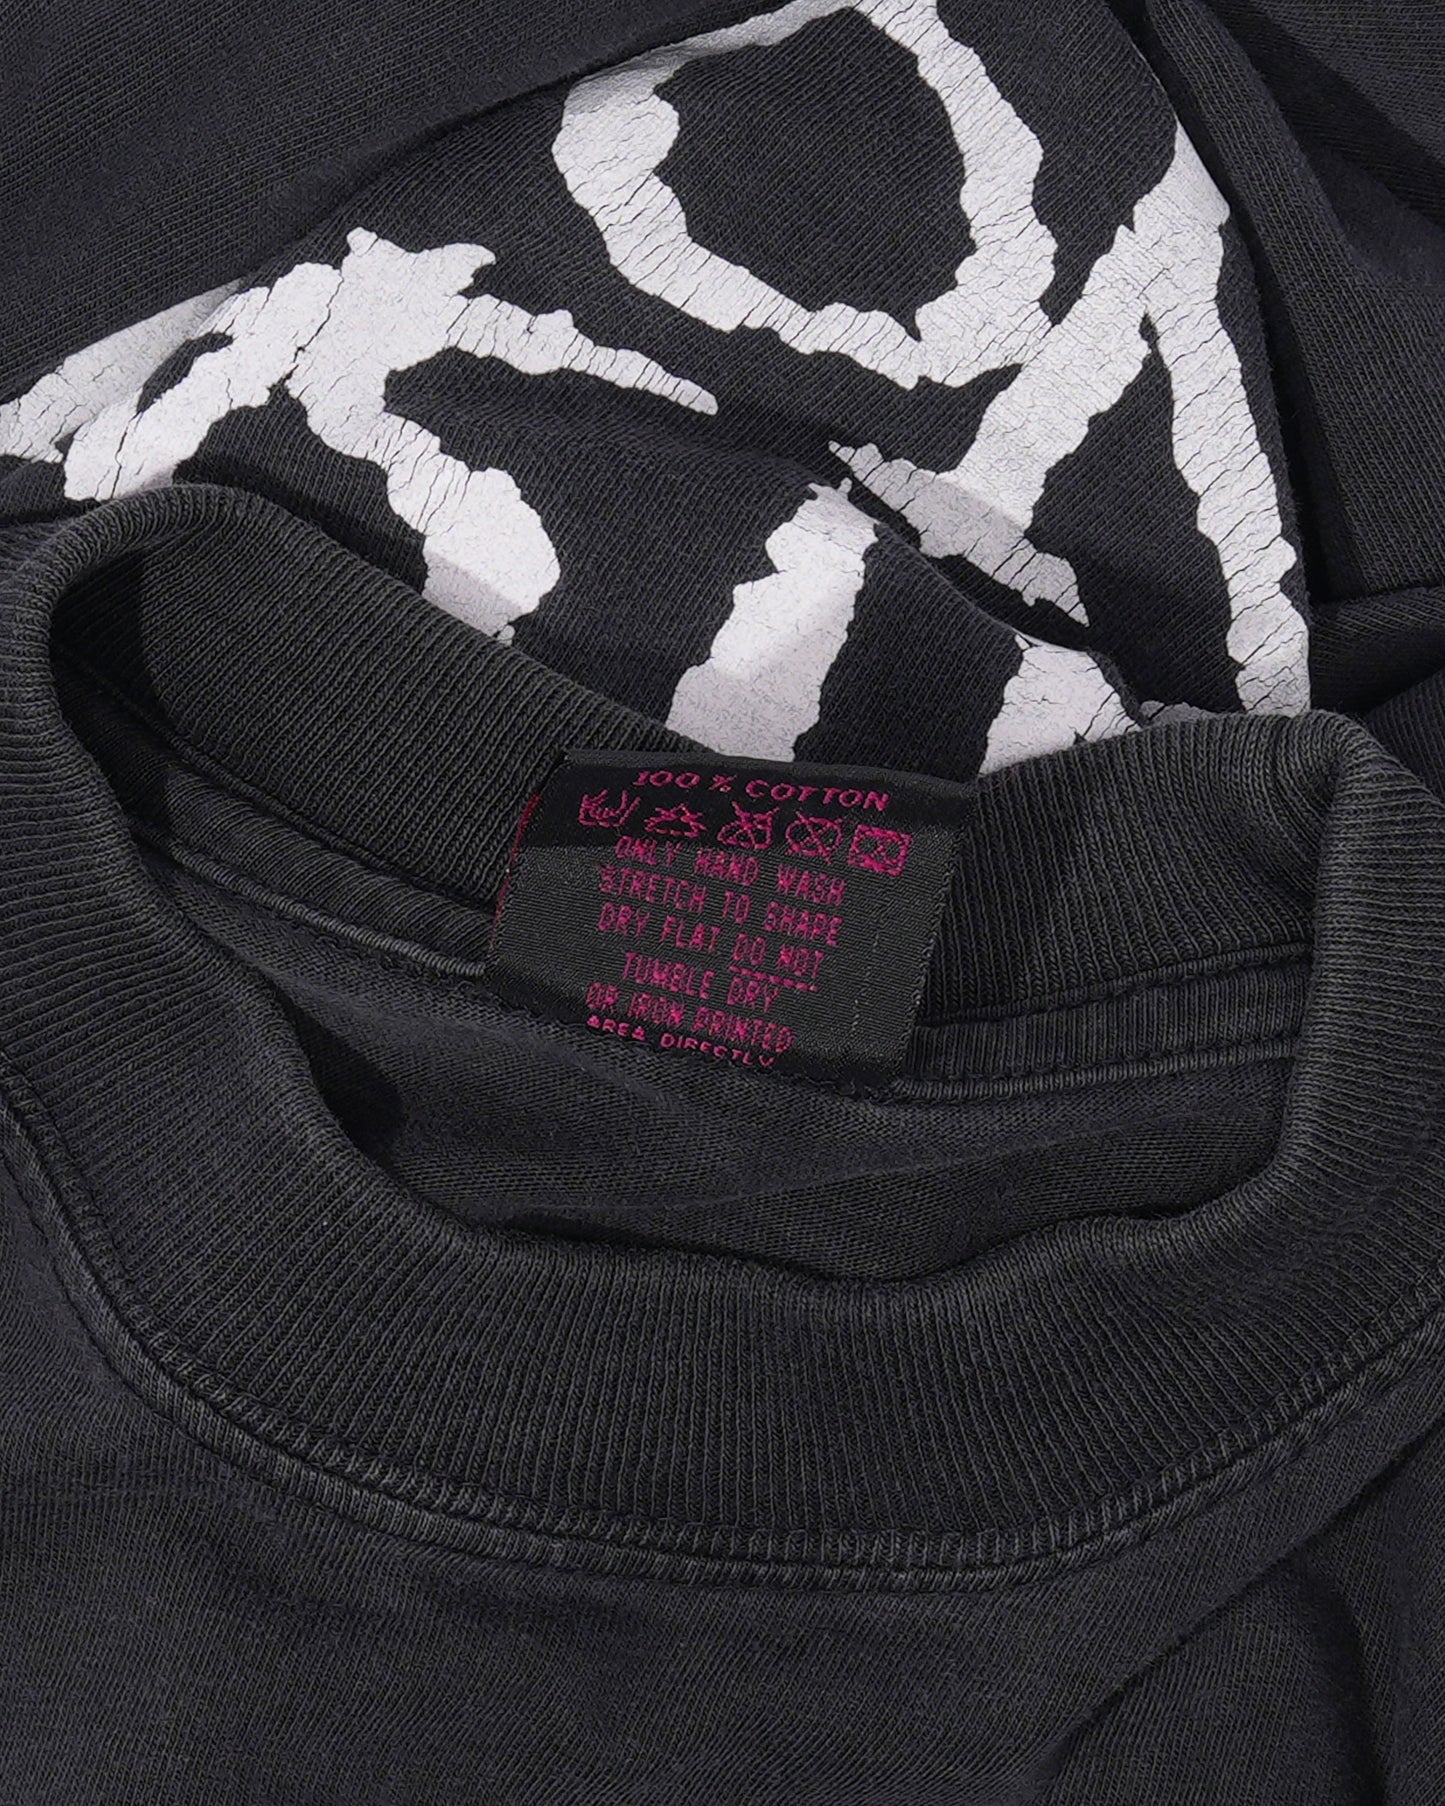 100 % COTTON
ONLY HAND WASH
STRETCH TO SHAPE
DRY FLAT DO NOT
TUMBLE DRY
OR IRON PRINTED
AREA DIRECTLY